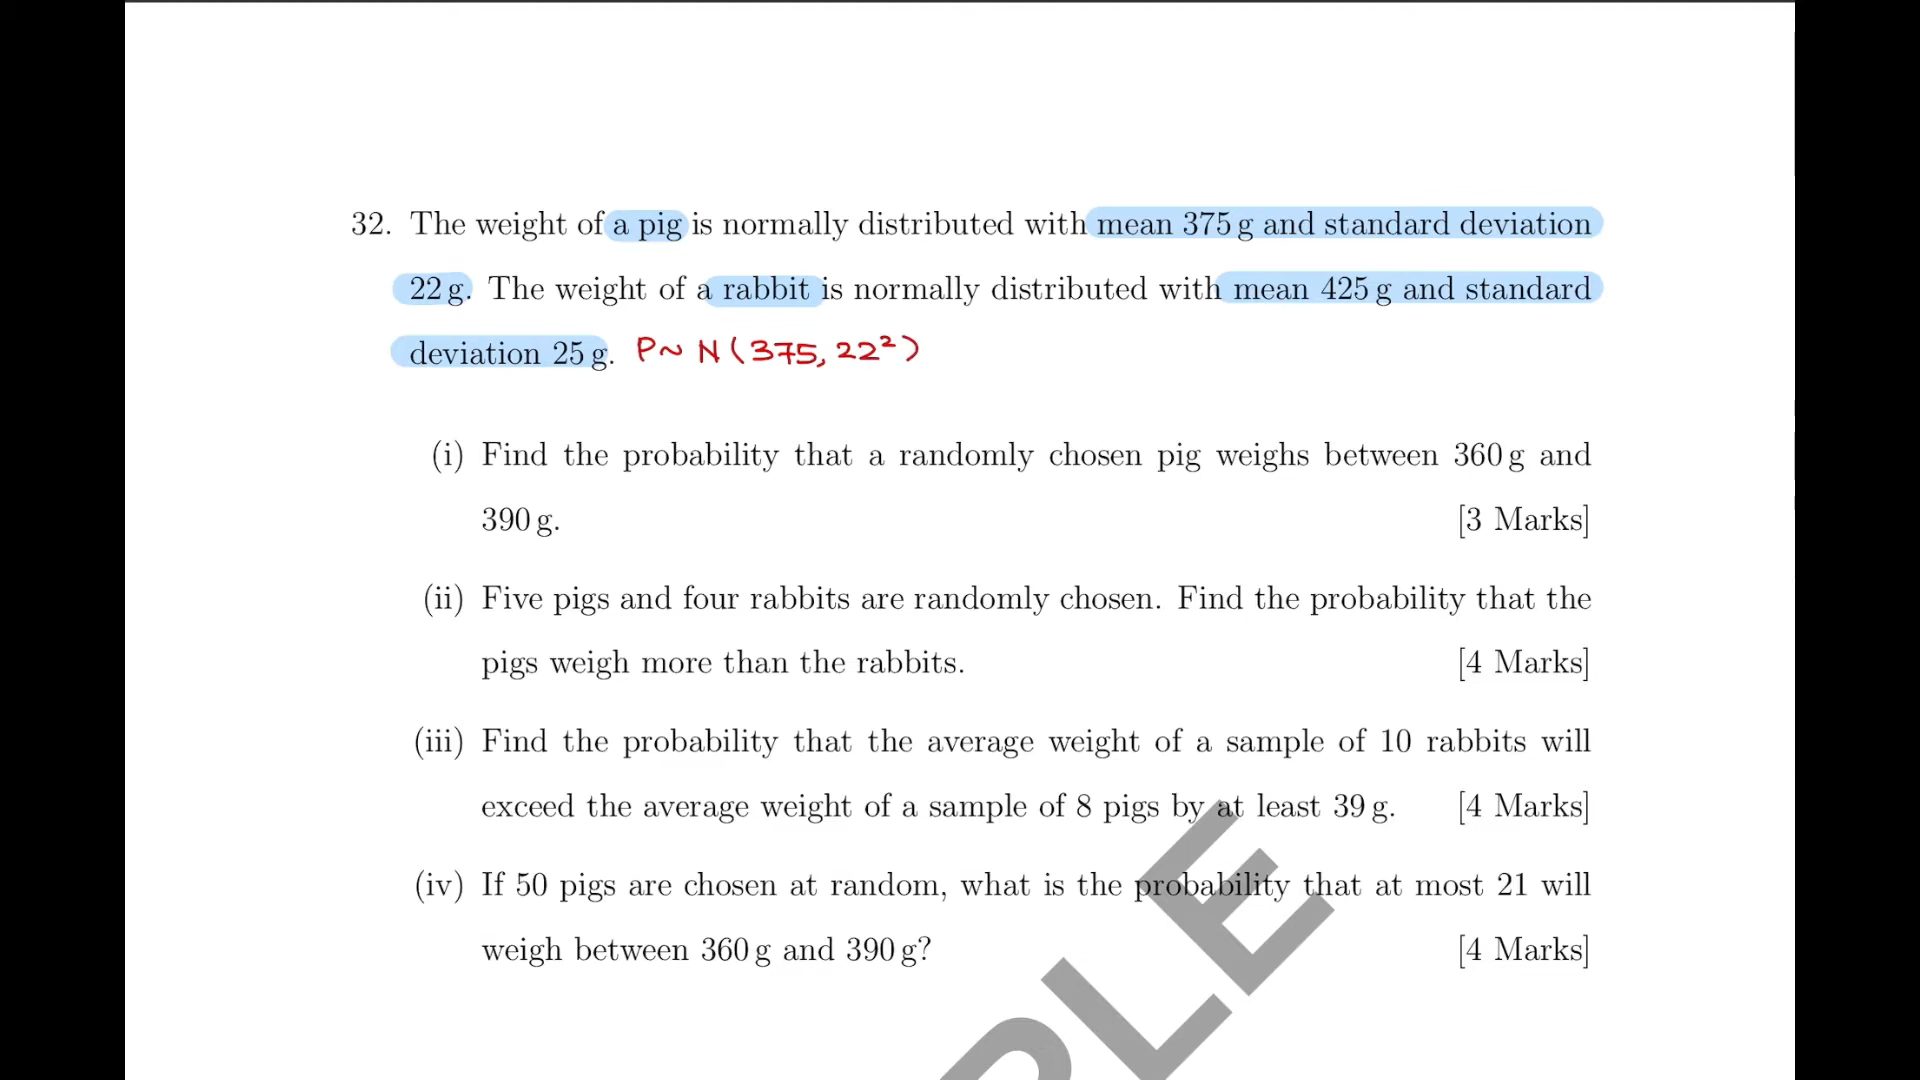 32. The weight of a pig is normally distributed with mean 375 g and standard deviation
22 g. The weight of a rabbit is normally distributed with mean 425 g and standard
deviation 25 g. P~ N(375, 22²)
(i) Find the probability that a randomly chosen pig weighs between 360 g and
390 g. [3 Marks]
(ii) Five pigs and four rabbits are randomly chosen. Find the probability that the
pigs weigh more than the rabbits. [4 Marks]
(iii) Find the probability that the average weight of a sample of 10 rabbits will
exceed the average weight of a sample of 8 pigs by at least 39 g. [4 Marks]
(iv) If 50 pigs are chosen at random, what is the probability that at most 21 will
weigh between 360 g and 390 g? [4 Marks]
PLE